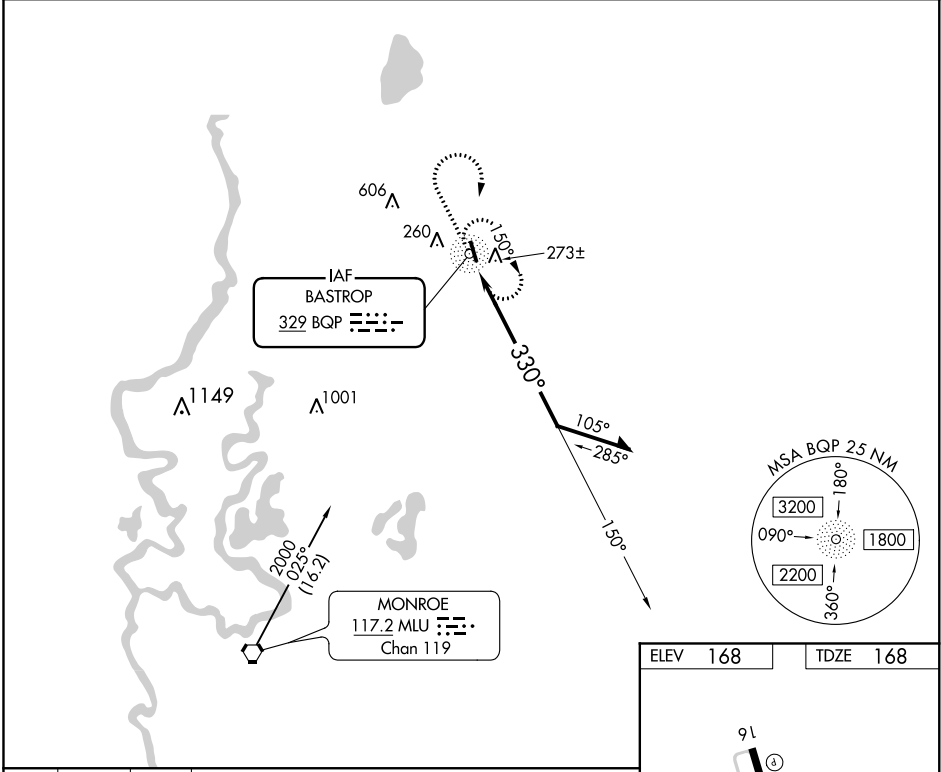 606
260
150°
273±
IAF
BASTROP
329 BQP
330°
1149
1001
105°
285°
MSA BQP 25 NM
180°
3200
090°
1800
2200
360°
150°
2000
025°
(16.2)
MONROE
117.2 MLU
Chan 119
ELEV 168
TDZE 168
16
P